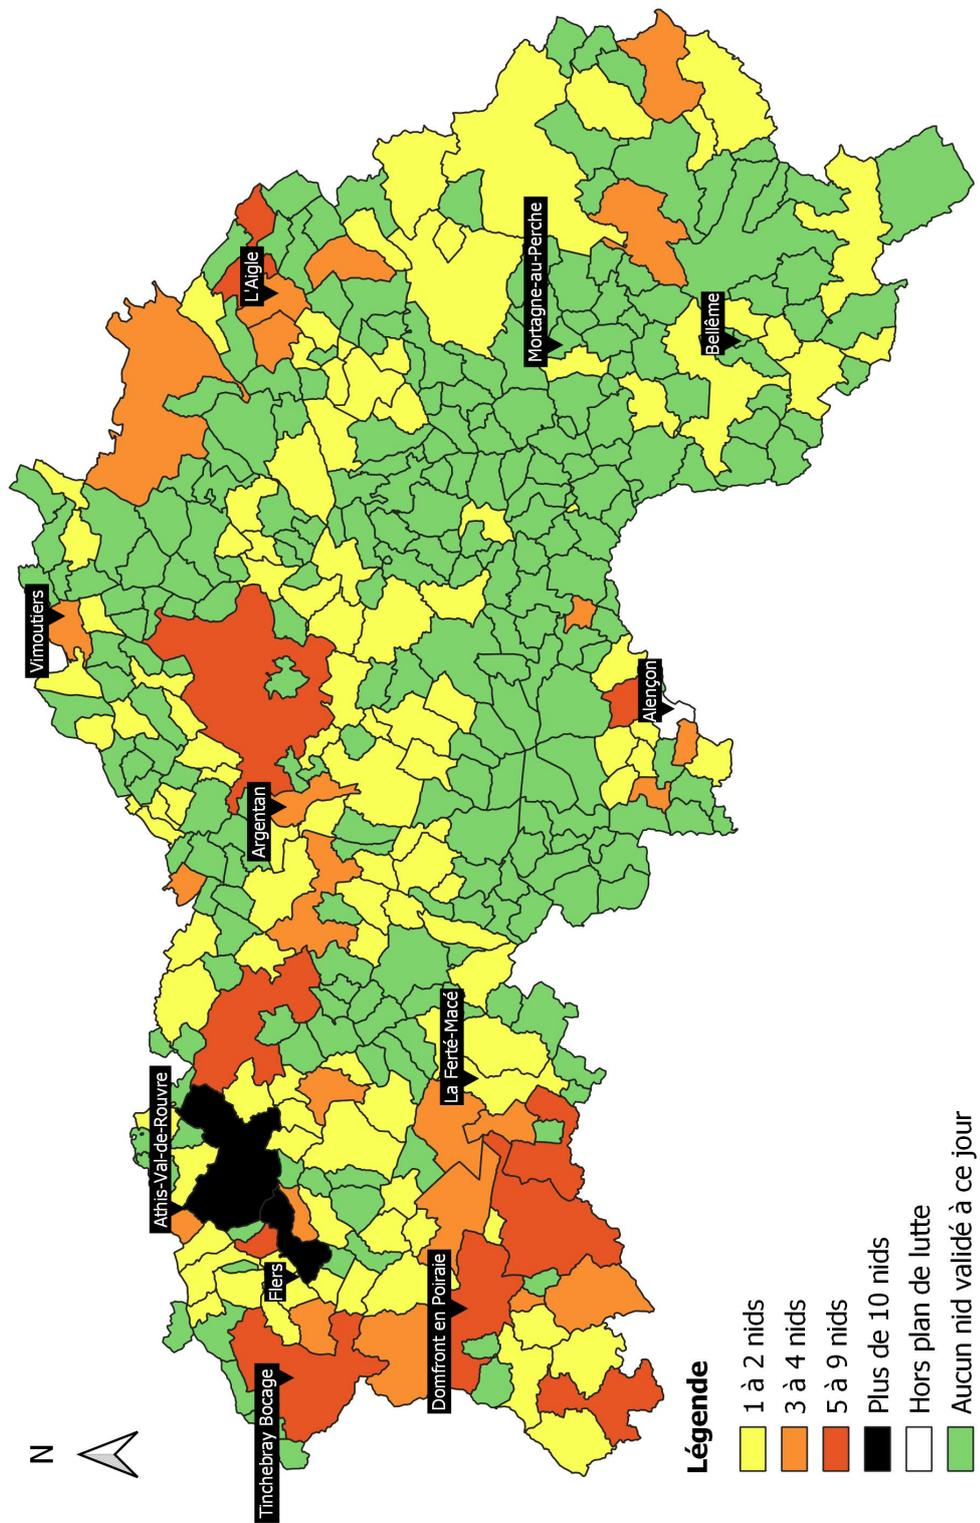 N
Vimoutiers
L'Aigle
Argentan
Athis-Val-de-Rouvre
Flers
Tinchebray Bocage
Domfront en Poiraie
La Ferté-Macé
Alençon
Mortagne-au-Perche
Bellême
Légende
1 à 2 nids
3 à 4 nids
5 à 9 nids
Plus de 10 nids
Hors plan de lutte
Aucun nid validé à ce jour